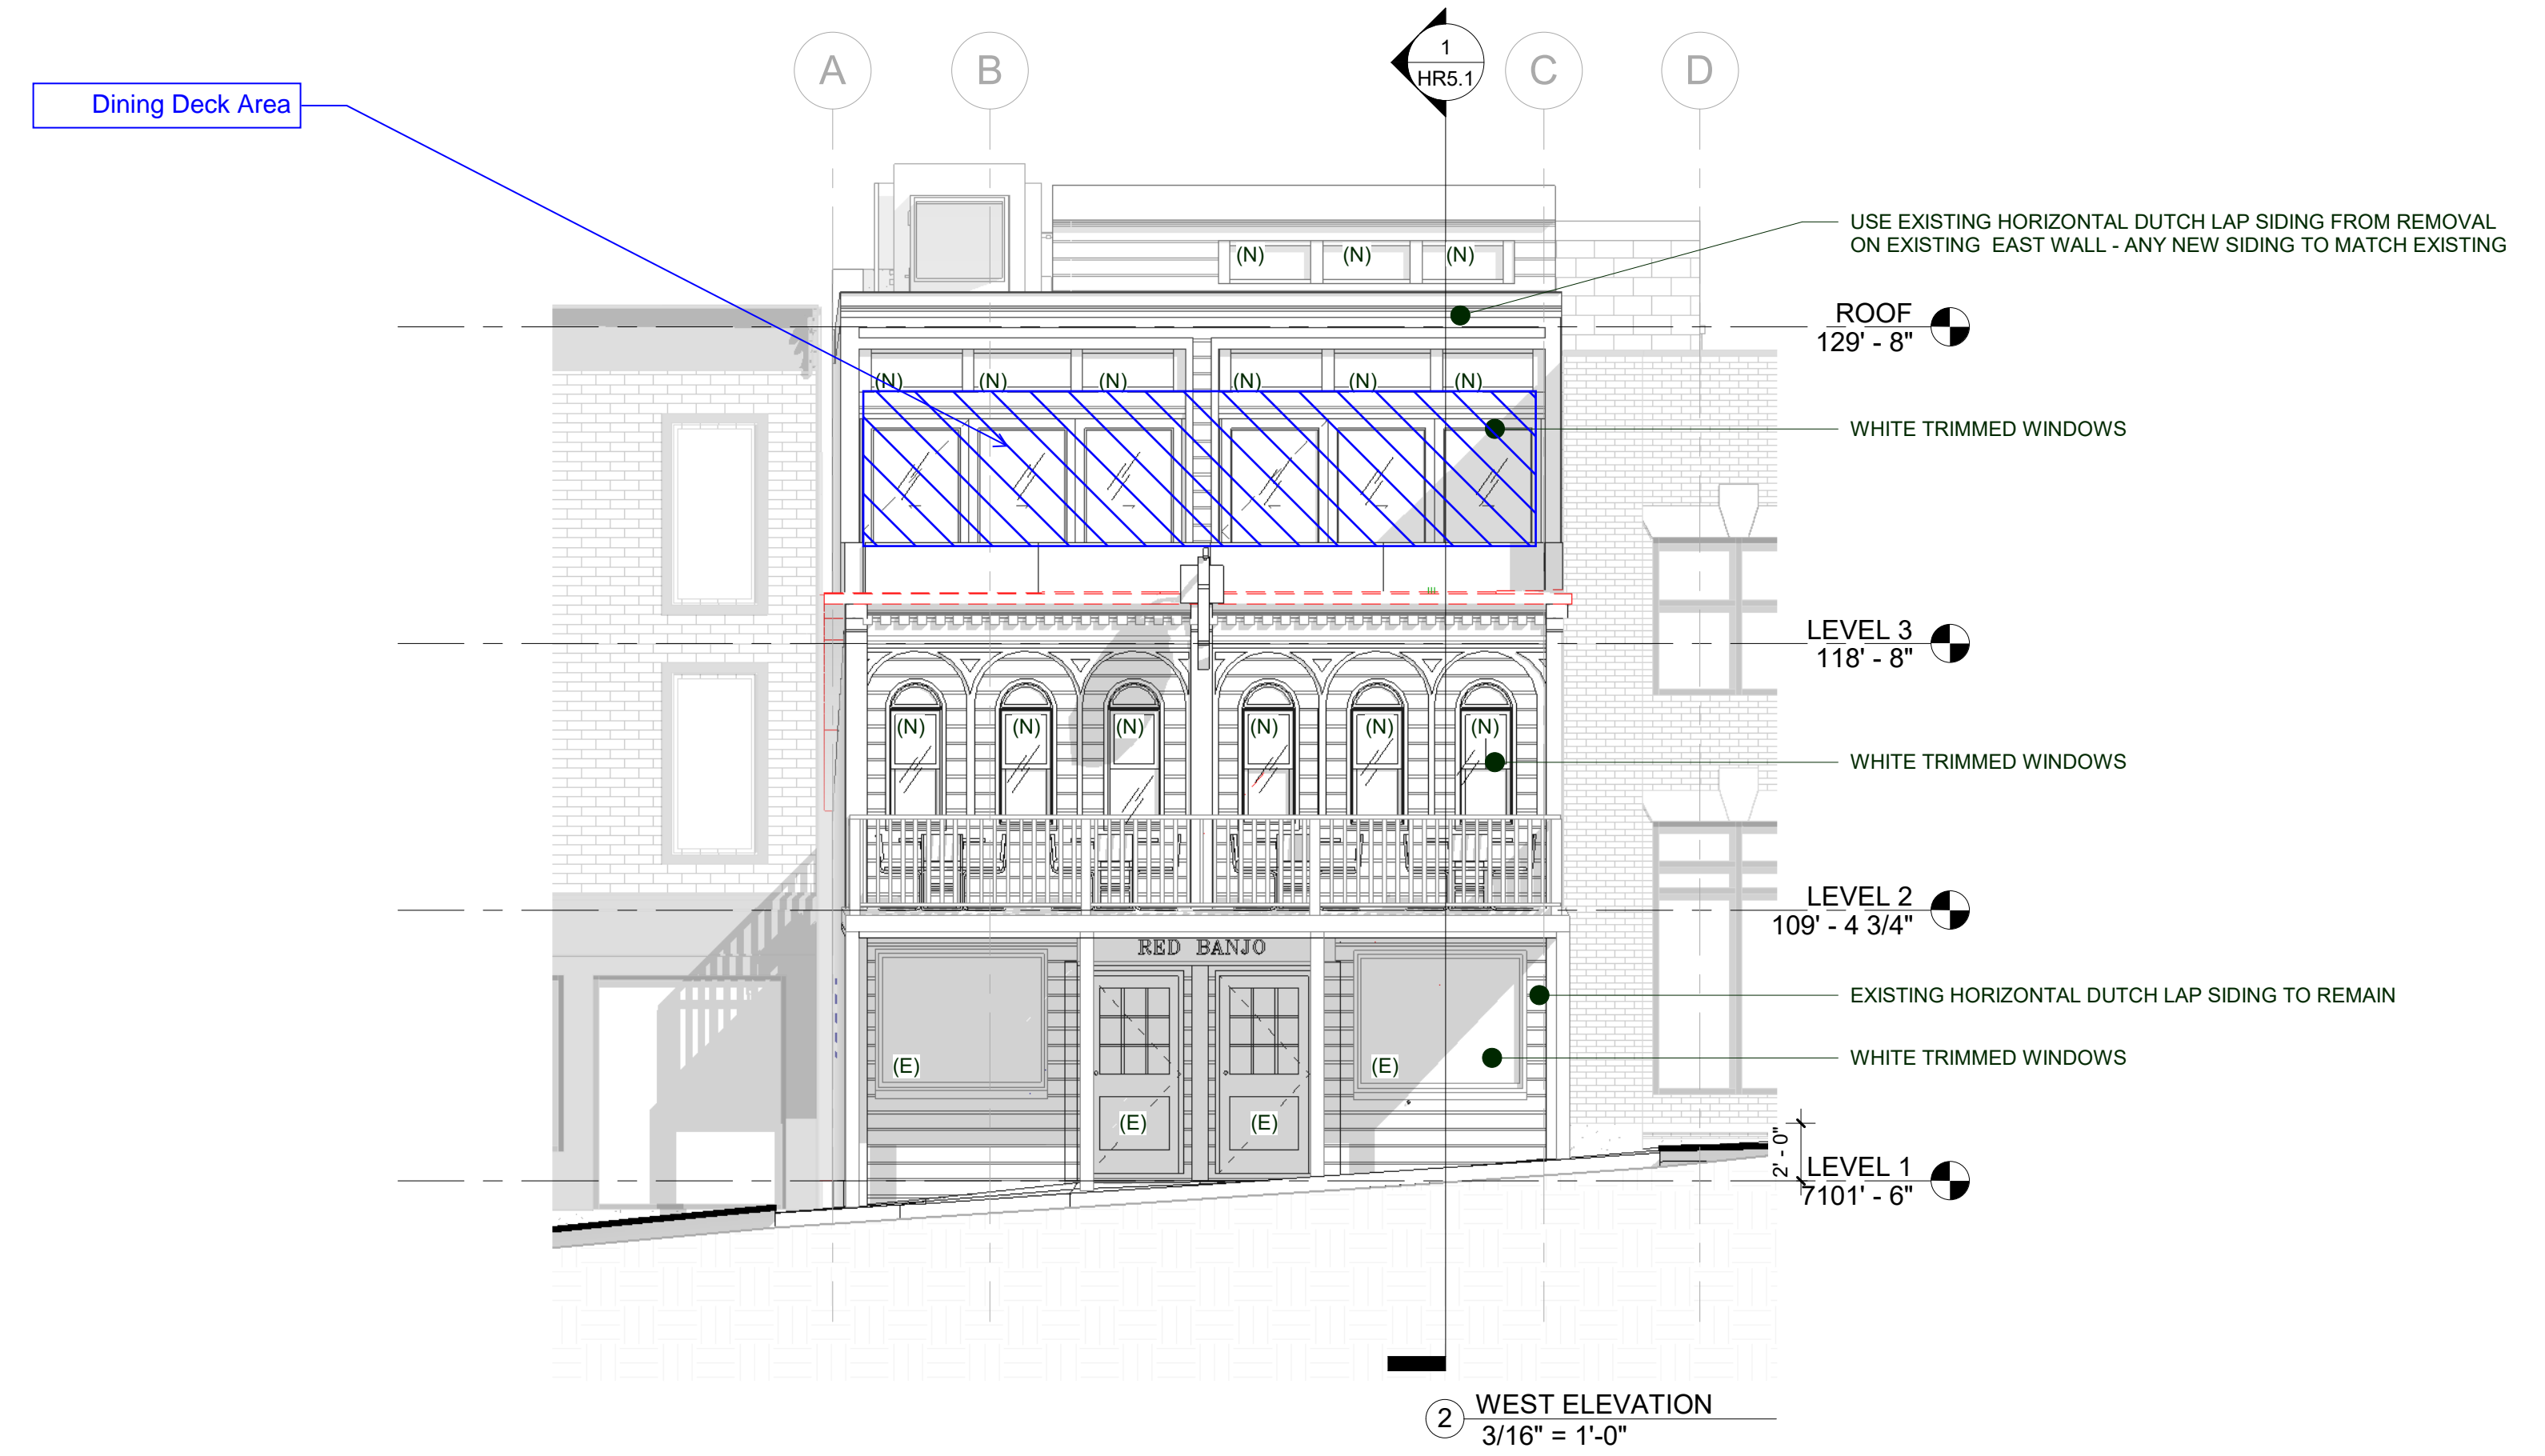 A
B
1
HR5.1
C
D
Dining Deck Area
USE EXISTING HORIZONTAL DUTCH LAP SIDING FROM REMOVAL
ON EXISTING EAST WALL - ANY NEW SIDING TO MATCH EXISTING
(N) (N) (N)
ROOF
129' - 8"
(N) (N) (N) (N) (N) (N)
WHITE TRIMMED WINDOWS
LEVEL 3
118' - 8"
(N) (N) (N) (N) (N) (N)
WHITE TRIMMED WINDOWS
LEVEL 2
109' - 4 3/4"
RED BANJO
EXISTING HORIZONTAL DUTCH LAP SIDING TO REMAIN
(E) (E)
WHITE TRIMMED WINDOWS
(E) (E)
2' - 0"
LEVEL 1
7101' - 6"
2
WEST ELEVATION
3/16" = 1'-0"